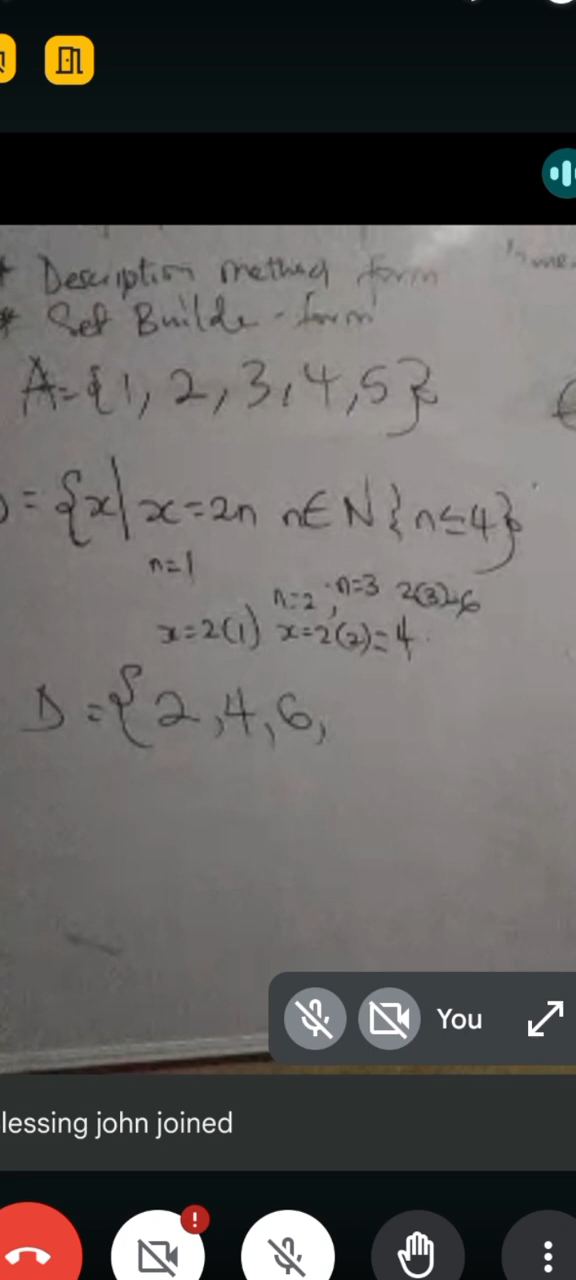 * Description method form
* Set Builde-form
A={1, 2, 3, 4, 5}
D={x|x=2n n∈N{n≤4}
n=1
n=2, n=3 2(3)=6
x=2(1) x=2(2)=4
D={2,4,6,
You
lessing john joined